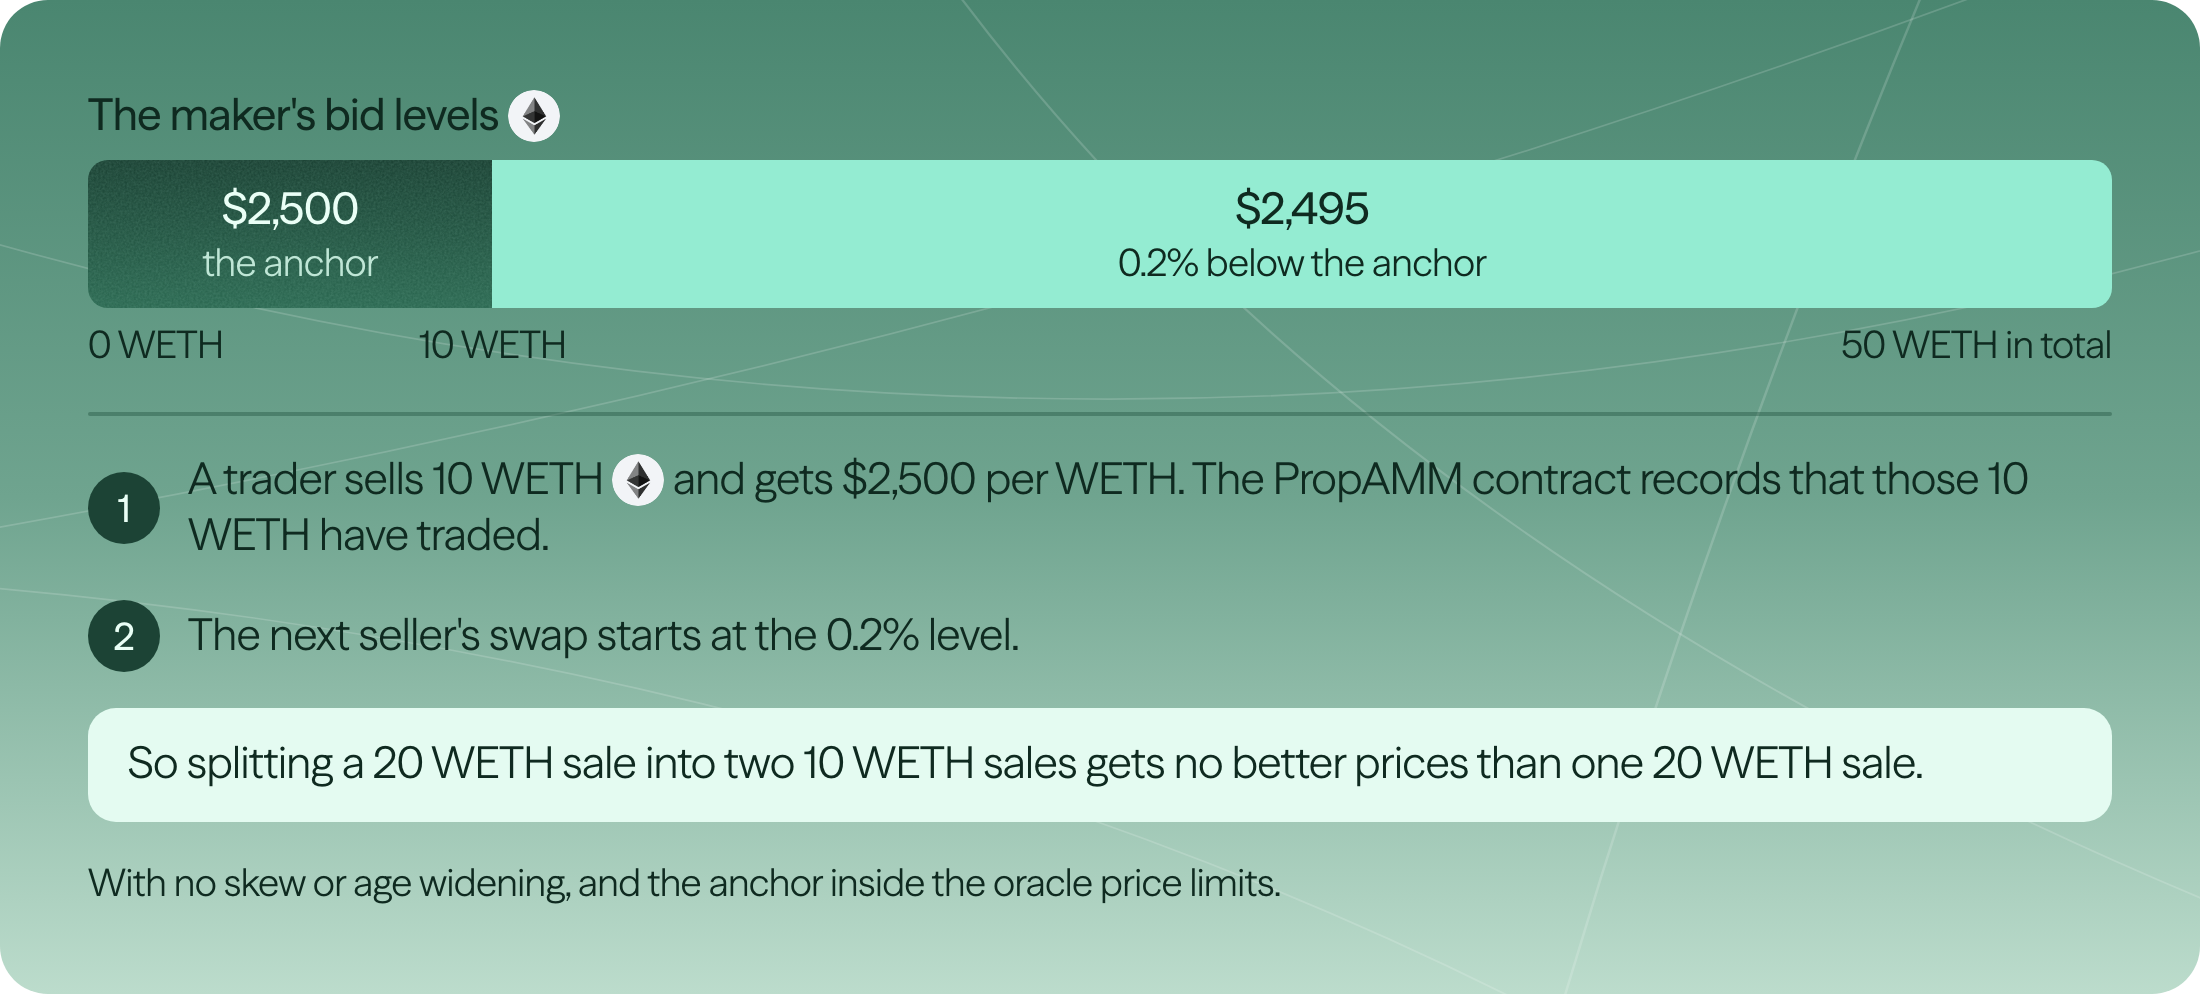 The maker's bid levels
$2,500
the anchor
$2,495
0.2% below the anchor
0 WETH
10 WETH
50 WETH in total
1
A trader sells 10 WETH and gets $2,500 per WETH. The PropAMM contract records that those 10
WETH have traded.
2
The next seller's swap starts at the 0.2% level.
So splitting a 20 WETH sale into two 10 WETH sales gets no better prices than one 20 WETH sale.
With no skew or age widening, and the anchor inside the oracle price limits.